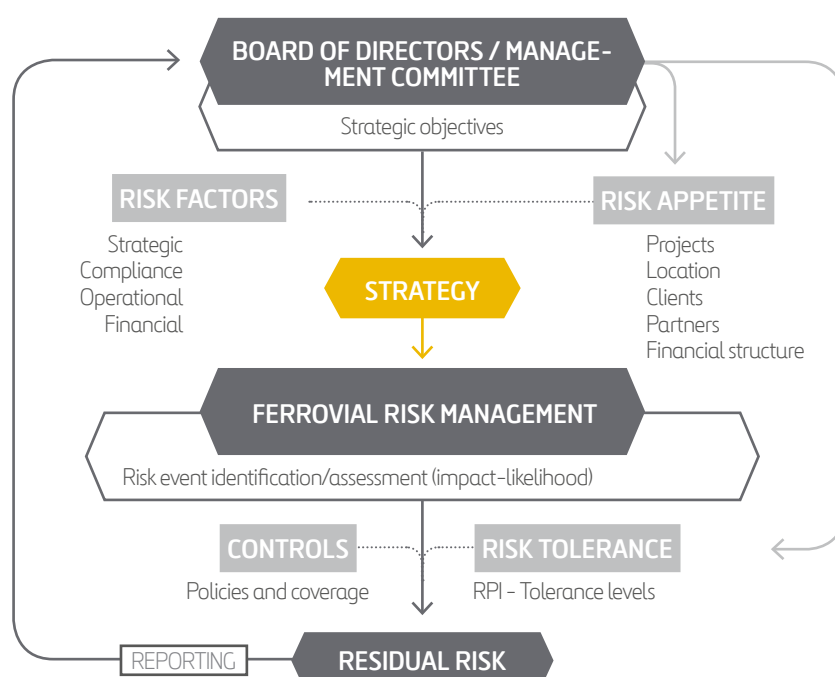 BOARD OF DIRECTORS / MANAGE-
MENT COMMITTEE
Strategic objectives
RISK FACTORS
Strategic
Compliance
Operational
Financial
RISK APPETITE
Projects
Location
Clients
Partners
Financial structure
STRATEGY
FERROVIAL RISK MANAGEMENT
Risk event identification/assessment (impact-likelihood)
CONTROLS
Policies and coverage
RISK TOLERANCE
RPI - Tolerance levels
REPORTING
RESIDUAL RISK